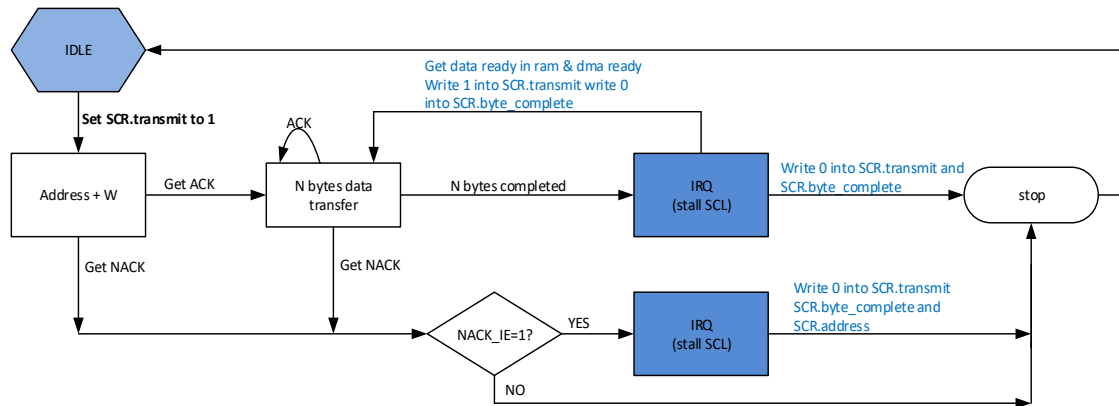 IDLE
Get data ready in ram & dma ready
Write 1 into SCR.transmit write 0
into SCR.byte_complete
Set SCR.transmit to 1
ACK
Address + W
Get ACK
N bytes data
transfer
N bytes completed
IRQ
(stall SCL)
Write 0 into SCR.transmit and
SCR.byte_complete
stop
Get NACK
Get NACK
NACK_IE=1?
YES
IRQ
(stall SCL)
Write 0 into SCR.transmit
SCR.byte_complete and
SCR.address
NO